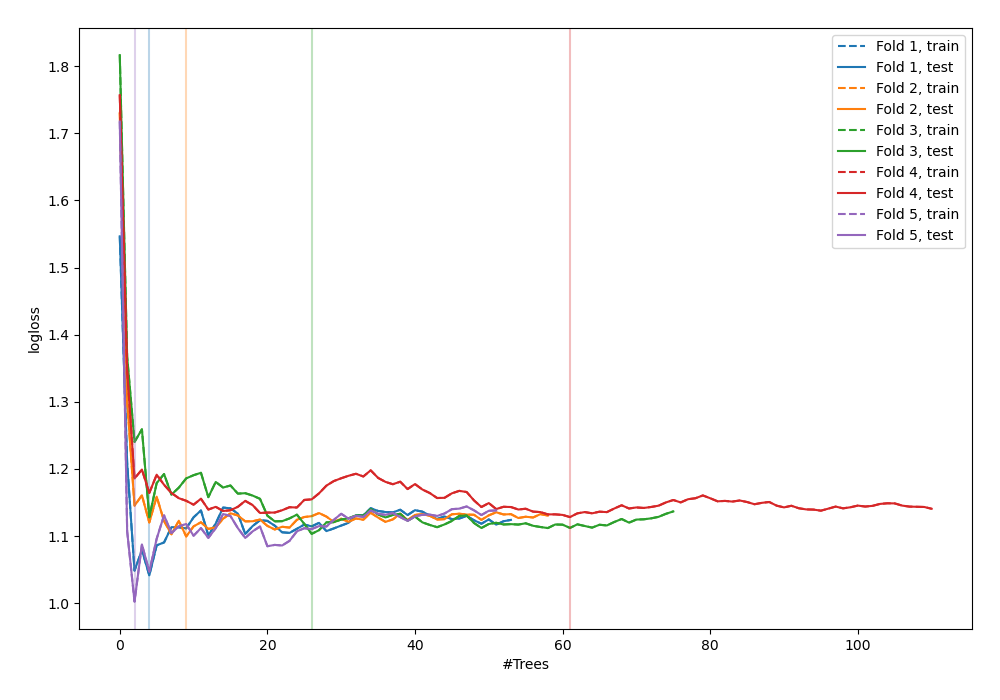 1.8
1.7
1.6
1.5
1.4
1.3
1.2
1.1
1.0
logloss
0
20
40
60
80
100
#Trees
Fold 1, train
Fold 1, test
Fold 2, train
Fold 2, test
Fold 3, train
Fold 3, test
Fold 4, train
Fold 4, test
Fold 5, train
Fold 5, test